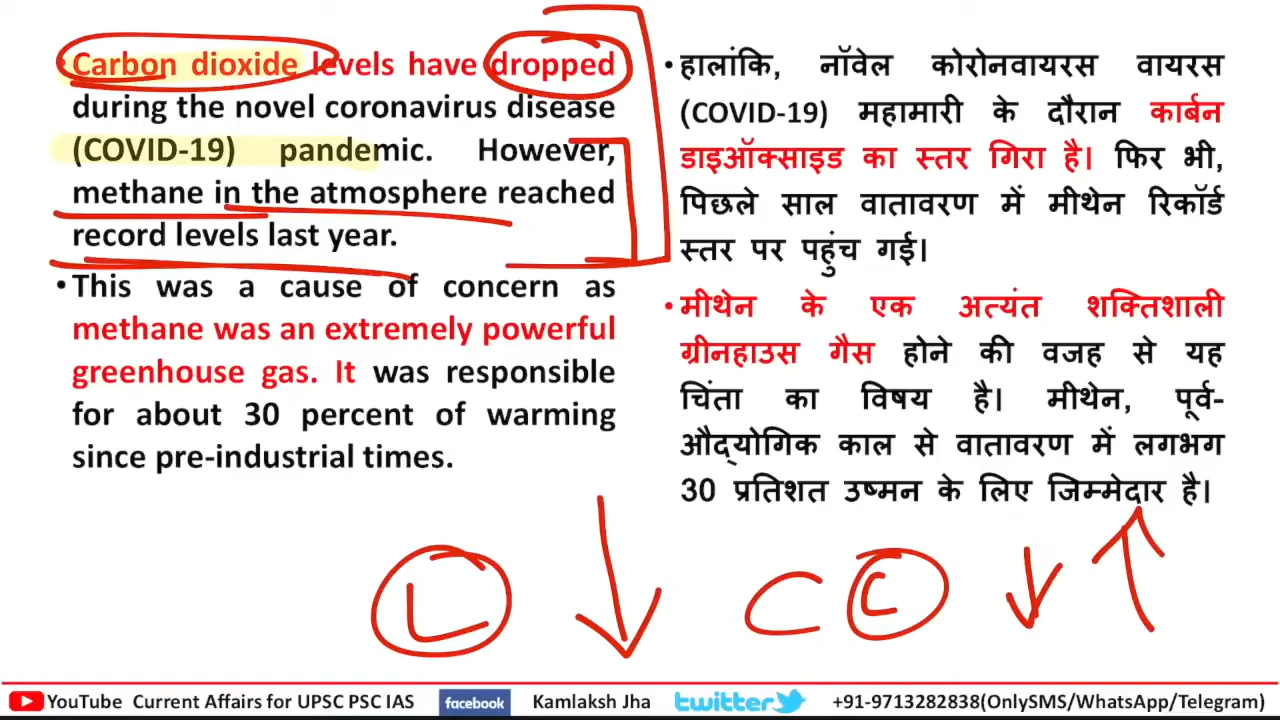 • Carbon dioxide levels have dropped
during the novel coronavirus disease
(COVID-19) pandemic. However,
methane in the atmosphere reached
record levels last year.
• This was a cause of concern as
methane was an extremely powerful
greenhouse gas. It was responsible
for about 30 percent of warming
since pre-industrial times.
• हालांकि, नॉवेल कोरोनवायरस वायरस
(COVID-19) महामारी के दौरान कार्बन
डाइऑक्साइड का स्तर गिरा है। फिर भी,
पिछले साल वातावरण में मीथेन रिकॉर्ड
स्तर पर पहुंच गई।
• मीथेन के एक अत्यंत शक्तिशाली
ग्रीनहाउस गैस होने की वजह से यह
चिंता का विषय है। मीथेन, पूर्व-
औद्योगिक काल से वातावरण में लगभग
30 प्रतिशत उष्मन के लिए जिम्मेदार है।
L C C
YouTube Current Affairs for UPSC PSC IAS facebook Kamlaksh Jha twitter +91-9713282838(OnlySMS/WhatsApp/Telegram)